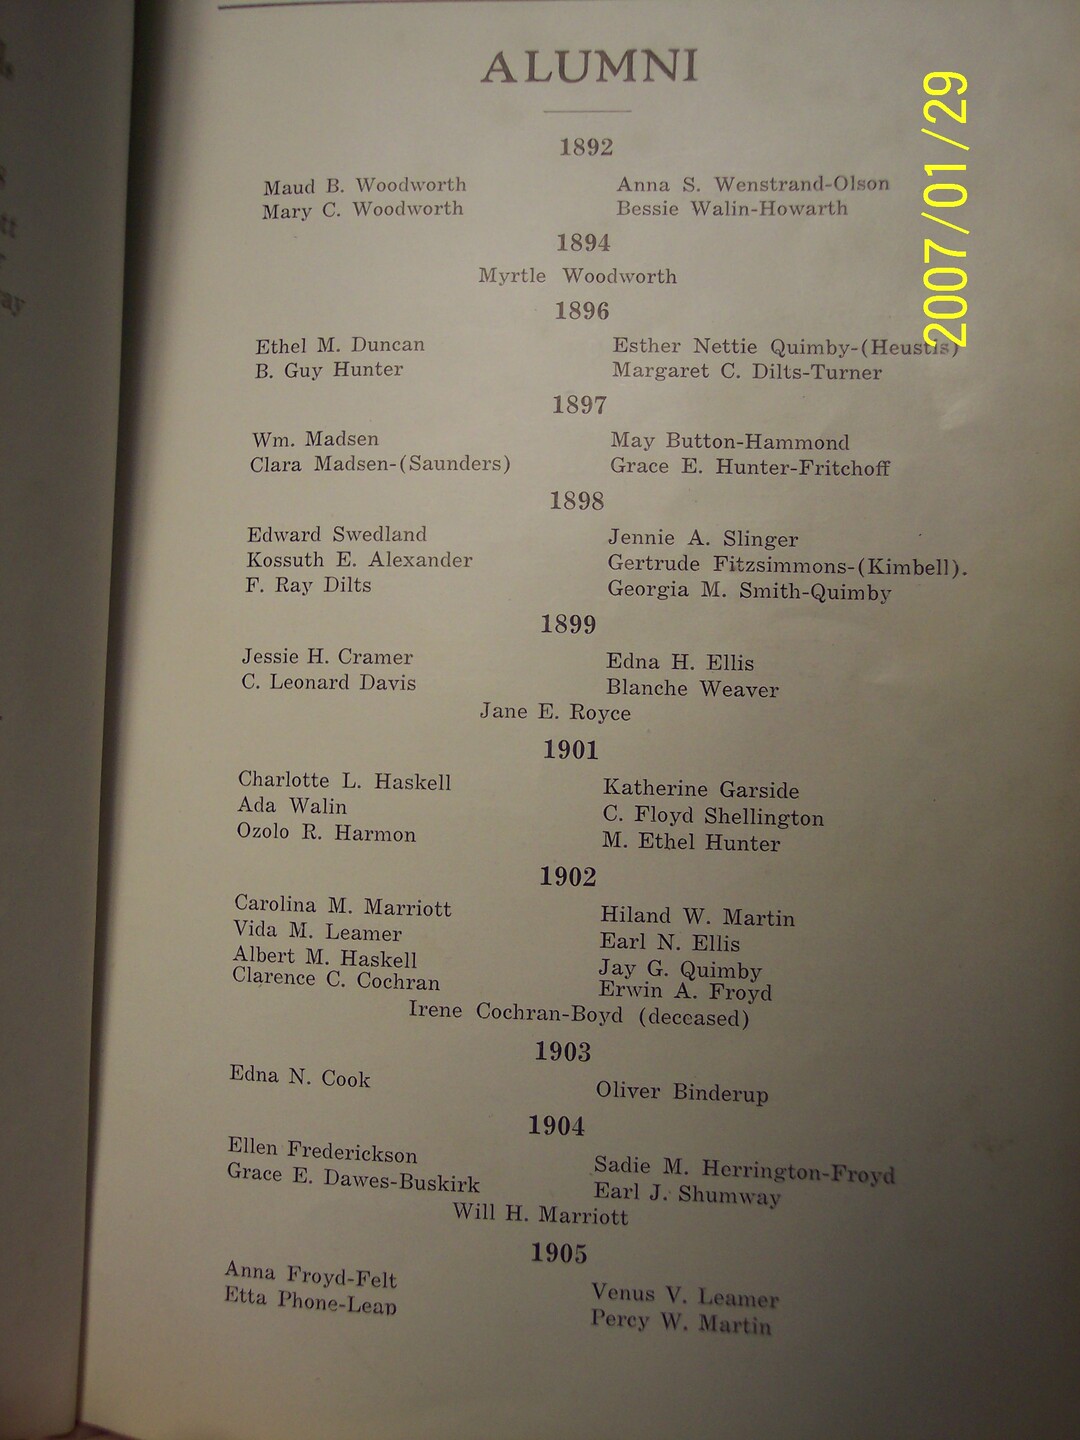 ALUMNI
1892
Maud B. Woodworth Anna S. Wenstrand-Olson
Mary C. Woodworth Bessie Walin-Howarth
1894
Myrtle Woodworth
1896
Ethel M. Duncan Esther Nettie Quimby-(Heustis)
B. Guy Hunter Margaret C. Dilts-Turner
1897
Wm. Madsen May Button-Hammond
Clara Madsen-(Saunders) Grace E. Hunter-Fritchoff
1898
Edward Swedland Jennie A. Slinger
Kossuth E. Alexander Gertrude Fitzsimmons-(Kimbell).
F. Ray Dilts Georgia M. Smith-Quimby
1899
Jessie H. Cramer Edna H. Ellis
C. Leonard Davis Blanche Weaver
Jane E. Royce
1901
Charlotte L. Haskell Katherine Garside
Ada Walin C. Floyd Shellington
Ozolo R. Harmon M. Ethel Hunter
1902
Carolina M. Marriott Hiland W. Martin
Vida M. Leamer Earl N. Ellis
Albert M. Haskell Jay G. Quimby
Clarence C. Cochran Erwin A. Froyd
Irene Cochran-Boyd (deceased)
1903
Edna N. Cook Oliver Binderup
1904
Ellen Frederickson Sadie M. Herrington-Froyd
Grace E. Dawes-Buskirk Earl J. Shumway
Will H. Marriott
1905
Anna Froyd-Felt Venus V. Leamer
Etta Phone-Leap Percy W. Martin
2007/01/29